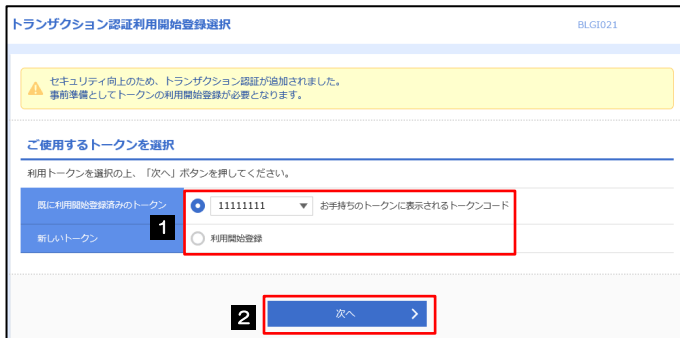 トランザクション認証利用開始登録選択 BLGI021
セキュリティ向上のため、トランザクション認証が追加されました。
事前準備としてトークンの利用開始登録が必要となります。
ご使用するトークンを選択
利用トークンを選択の上、「次へ」ボタンを押してください。
既に利用開始登録済みのトークン 11111111 お手持ちのトークンに表示されるトークンコード
1
新しいトークン 利用開始登録
2 次へ